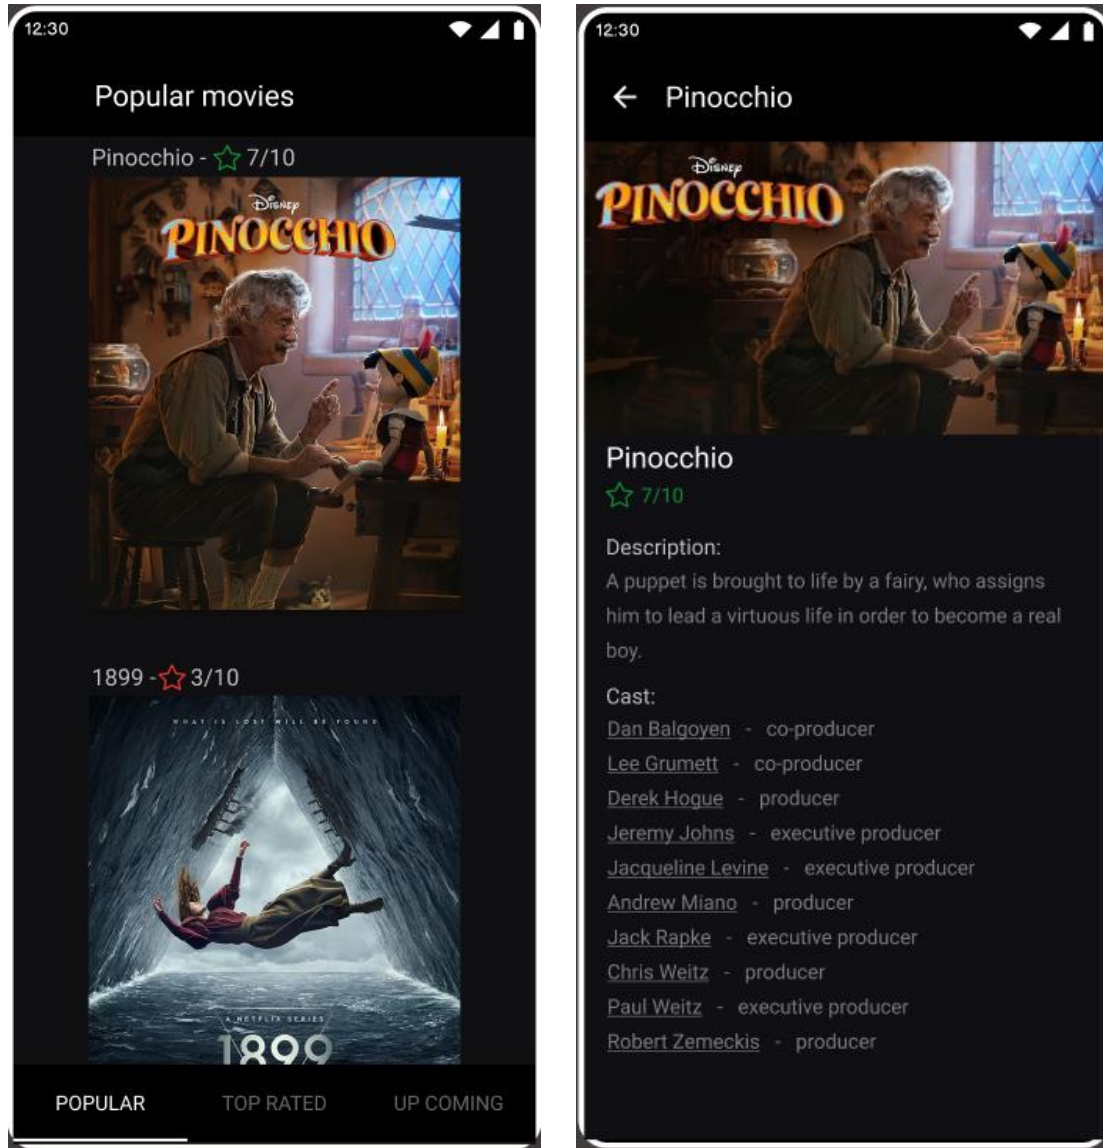 12:30
Popular movies
Pinocchio - 7/10
Disney
PINOCCHIO
1899 - 3/10
WHAT IS LOST WILL BE FOUND
A NETFLIX SERIES
1899
POPULAR TOP RATED UP COMING
12:30
Pinocchio
Disney
PINOCCHIO
Pinocchio
7/10
Description:
A puppet is brought to life by a fairy, who assigns
him to lead a virtuous life in order to become a real
boy.
Cast:
Dan Balgoyen - co-producer
Lee Grumett - co-producer
Derek Hogue - producer
Jeremy Johns - executive producer
Jacqueline Levine - executive producer
Andrew Miano - producer
Jack Rapke - executive producer
Chris Weitz - producer
Paul Weitz - executive producer
Robert Zemeckis - producer